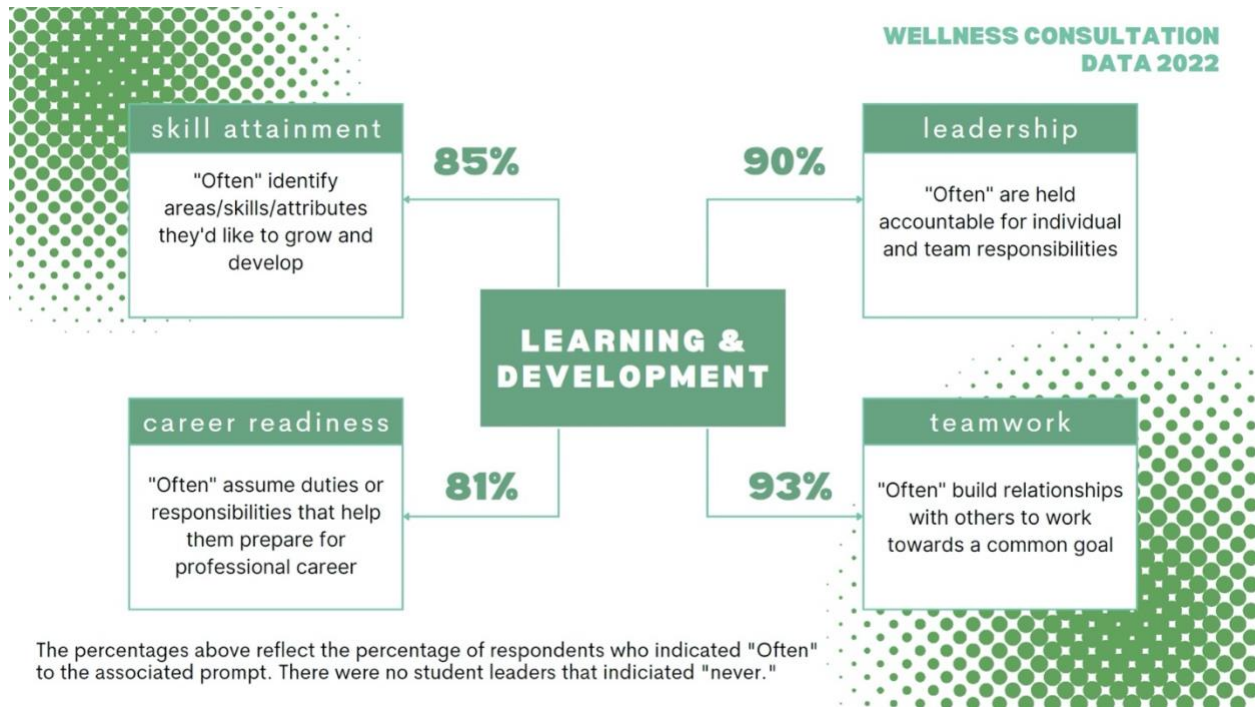 WELLNESS CONSULTATION
DATA 2022
skill attainment
85%
"Often" identify
areas/skills/attributes
they'd like to grow and
develop
90%
leadership
"Often" are held
accountable for individual
and team responsibilities
LEARNING &
DEVELOPMENT
career readiness
81%
"Often" assume duties or
responsibilities that help
them prepare for
professional career
93%
teamwork
"Often" build relationships
with others to work
towards a common goal
The percentages above reflect the percentage of respondents who indicated "Often"
to the associated prompt. There were no student leaders that indiciated "never."